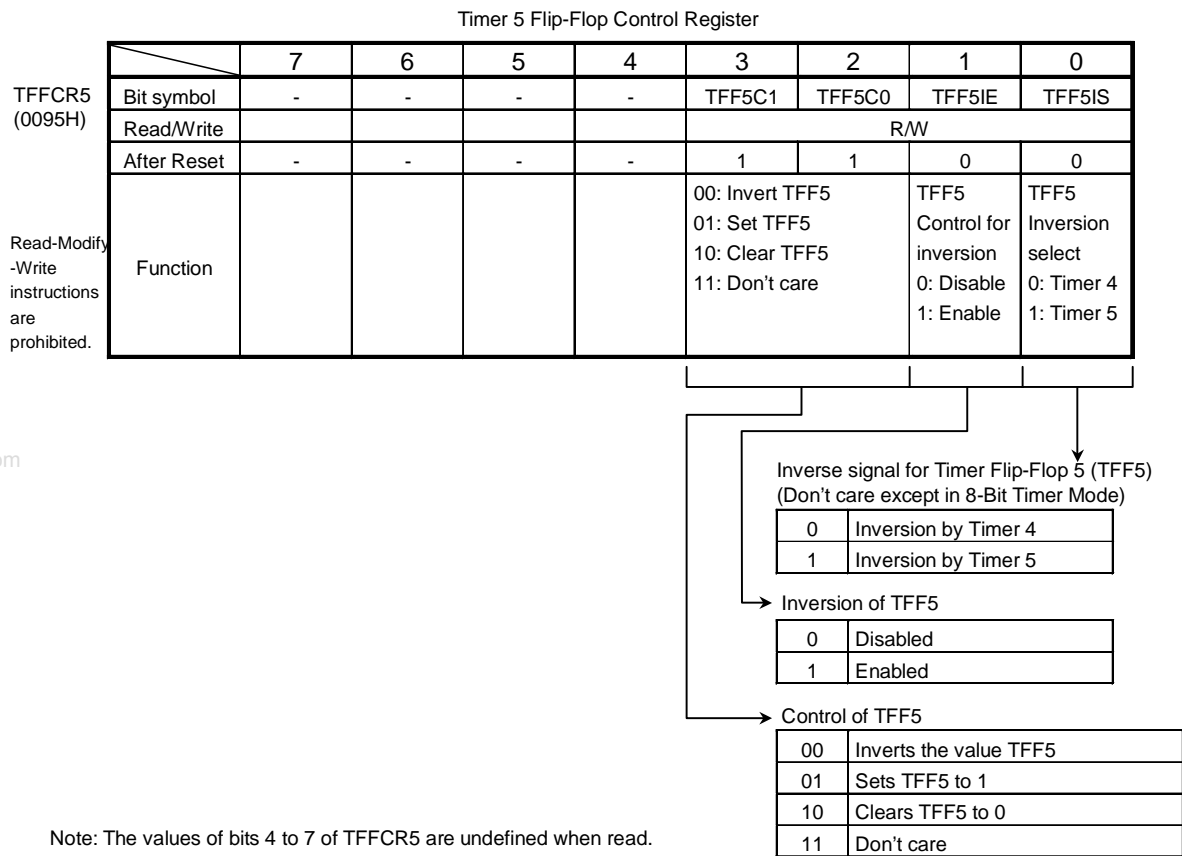 Timer 5 Flip-Flop Control Register
7 6 5 4 3 2 1 0
TFFCR5
(0095H)
Bit symbol - - - - TFF5C1 TFF5C0 TFF5IE TFF5IS
Read/Write R/W
After Reset - - - - 1 1 0 0
Read-Modify
-Write
instructions
are
prohibited.
Function
00: Invert TFF5
01: Set TFF5
10: Clear TFF5
11: Don't care
TFF5
Control for
inversion
0: Disable
1: Enable
TFF5
Inversion
select
0: Timer 4
1: Timer 5
om
Inverse signal for Timer Flip-Flop 5 (TFF5)
(Don't care except in 8-Bit Timer Mode)
0 Inversion by Timer 4
1 Inversion by Timer 5
Inversion of TFF5
0 Disabled
1 Enabled
Control of TFF5
00 Inverts the value TFF5
01 Sets TFF5 to 1
10 Clears TFF5 to 0
11 Don't care
Note: The values of bits 4 to 7 of TFFCR5 are undefined when read.